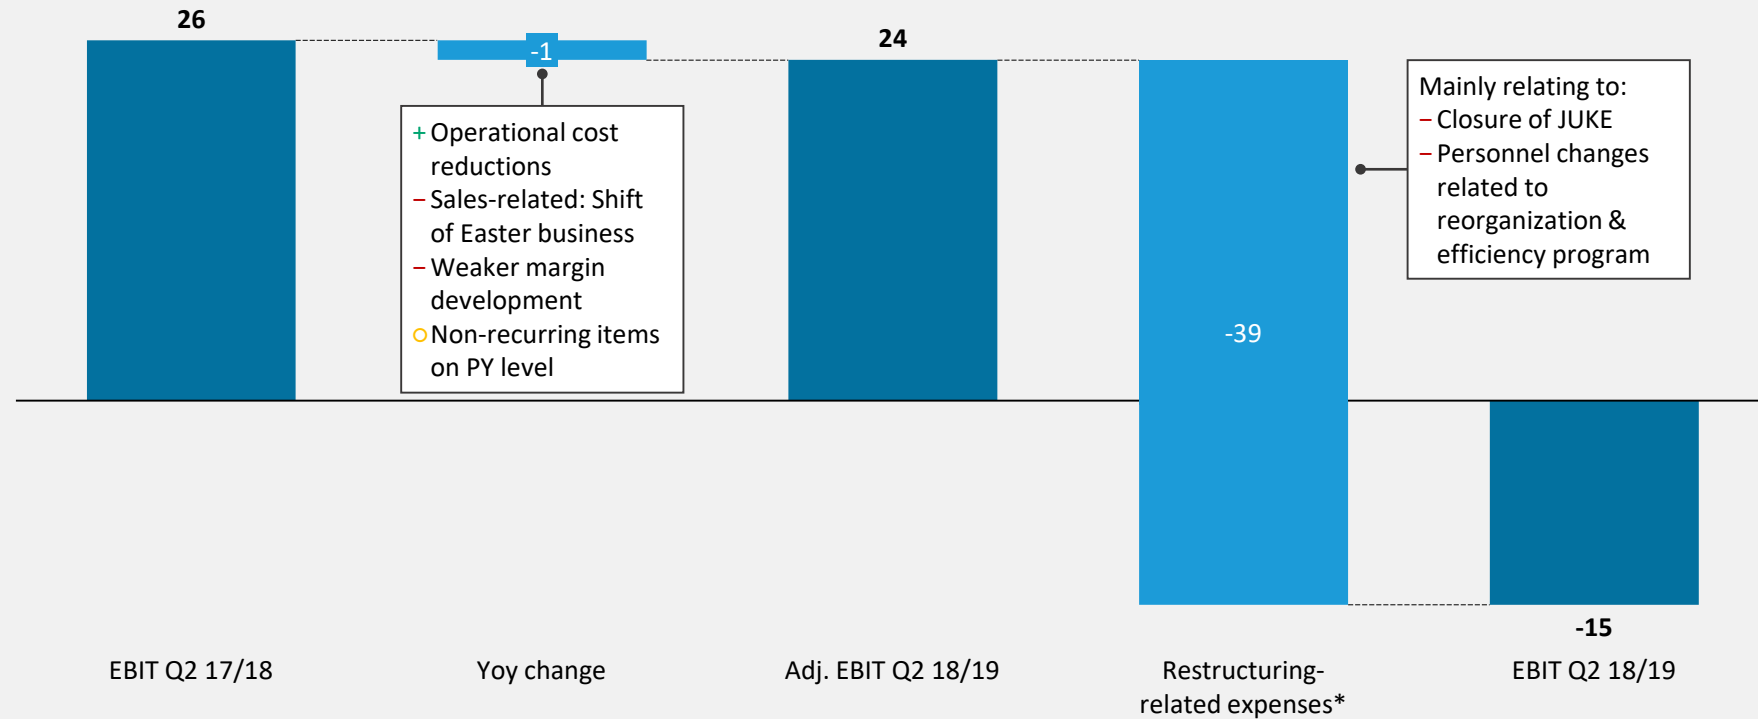 26
-1
+ Operational cost
reductions
– Sales-related: Shift
of Easter business
– Weaker margin
development
○ Non-recurring items
on PY level
24
-39
Mainly relating to:
– Closure of JUKE
– Personnel changes
related to
reorganization &
efficiency program
-15
EBIT Q2 17/18
Yoy change
Adj. EBIT Q2 18/19
Restructuring-
related expenses*
EBIT Q2 18/19